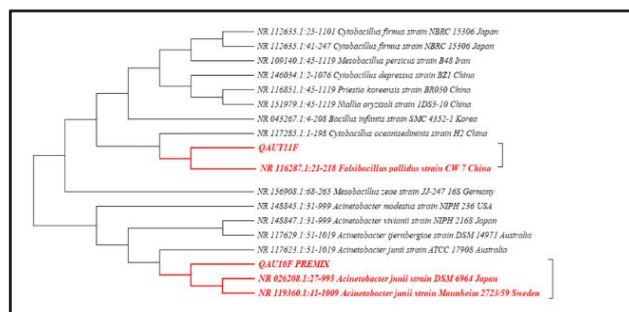 NR 112635.1:25-1101 Cytobacillus firmus strain NBRC 15306 Japan
NR 112635.1:41-247 Cytobacillus firmus strain NBRC 15306 Japan
NR 109140.1:45-1119 Mesobacillus persicus strain B48 Iran
NR 146034.1:2-1076 Cytobacillus depressus strain BZ1 China
NR 116851.1:45-1119 Priestia koreensis strain BR030 China
NR 151979.1:45-1119 Niallia oryzisoli strain 1DS3-10 China
NR 043267.1:4-208 Bacillus infantis strain SMC 4352-1 Korea
NR 117285.1:1-198 Cytobacillus oceanisediminis strain H2 China
QAUT11F
NR 116287.1:21-218 Falsibacillus pallidus strain CW 7 China
NR 156908.1:68-265 Mesobacillus zeae strain JJ-247 168 Germany
NR 148845.1:31-999 Acinetobacter modestus strain NIPH 236 USA
NR 148847.1:31-999 Acinetobacter vivianii strain NIPH 2168 Japan
NR 117629.1:51-1019 Acinetobacter tjernbergiae strain DSM 14971 Australia
NR 117623.1:51-1019 Acinetobacter junii strain ATCC 17908 Australia
QAU10F PREMIX
NR 026208.1:27-995 Acinetobacter junii strain DSM 6964 Japan
NR 119360.1:41-1009 Acinetobacter junii strain Mannheim 2723/59 Sweden